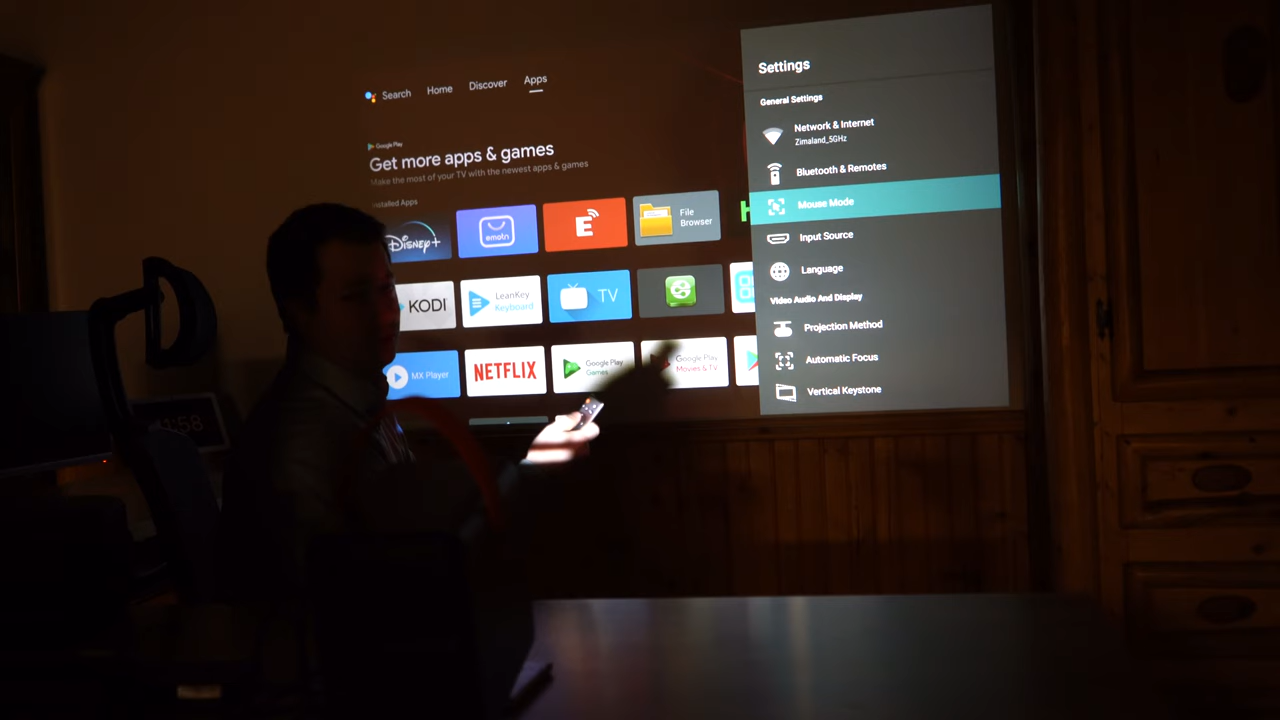 Search Home Discover Apps
Google Play
Get more apps & games
Make the most of your TV with the newest apps & games
Installed Apps
Disney+
emotn
E
File
Browser
H
KODI
LeanKey
Keyboard
TV
MX Player
NETFLIX
Google Play
Games
Google Play
Movies & TV
Settings
General Settings
Network & Internet
Zimaland_5GHz
Bluetooth & Remotes
Mouse Mode
Input Source
Language
Video Audio And Display
Projection Method
Automatic Focus
Vertical Keystone
:58